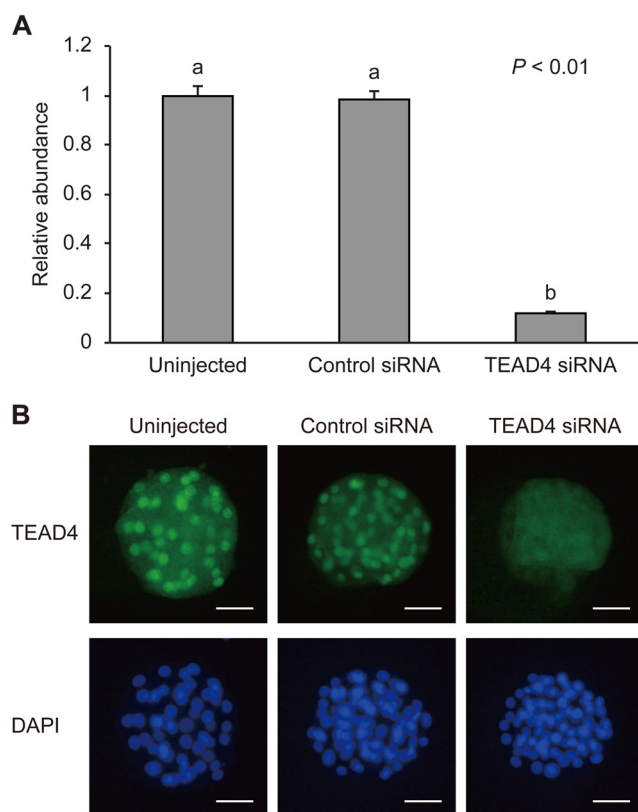 A
1.2
1
0.8
0.6
0.4
0.2
0
Relative abundance
a
a
b
P < 0.01
Uninjected Control siRNA TEAD4 siRNA
B
Uninjected Control siRNA TEAD4 siRNA
TEAD4
DAPI